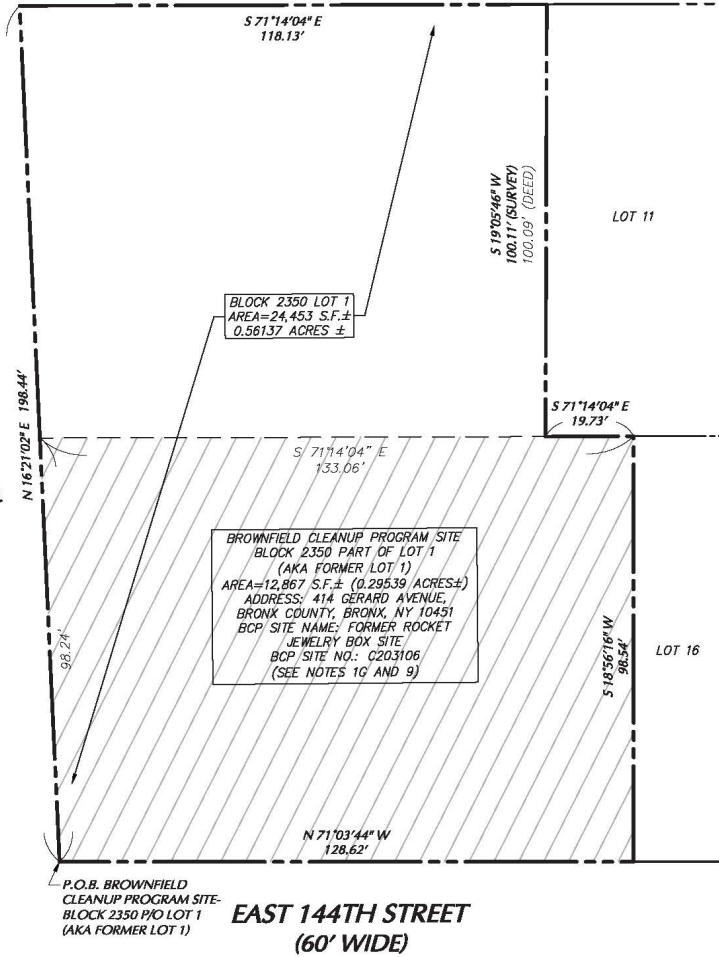 S 71°14'04" E
118.13'
S 19°05'46" W
100.11' (SURVEY)
100.09' (DEED)
LOT 11
BLOCK 2350 LOT 1
AREA=24,453 S.F.±
0.56137 ACRES ±
N 16°21'02" E 198.44'
S 71°14'04" E
19.73'
S 71°14'04" E
133.06'
BROWNFIELD CLEANUP PROGRAM SITE
BLOCK 2350 PART OF LOT 1
(AKA FORMER LOT 1)
AREA=12,867 S.F.± (0.29539 ACRES±)
ADDRESS: 414 GERARD AVENUE,
BRONX COUNTY, BRONX, NY 10451
BCP SITE NAME: FORMER ROCKET
JEWELRY BOX SITE
BCP SITE NO.: C203106
(SEE NOTES 1G AND 9)
98.24'
S 18°56'16" W
98.54'
LOT 16
N 71°03'44" W
128.62'
P.O.B. BROWNFIELD
CLEANUP PROGRAM SITE-
BLOCK 2350 P/O LOT 1
(AKA FORMER LOT 1)
EAST 144TH STREET
(60' WIDE)